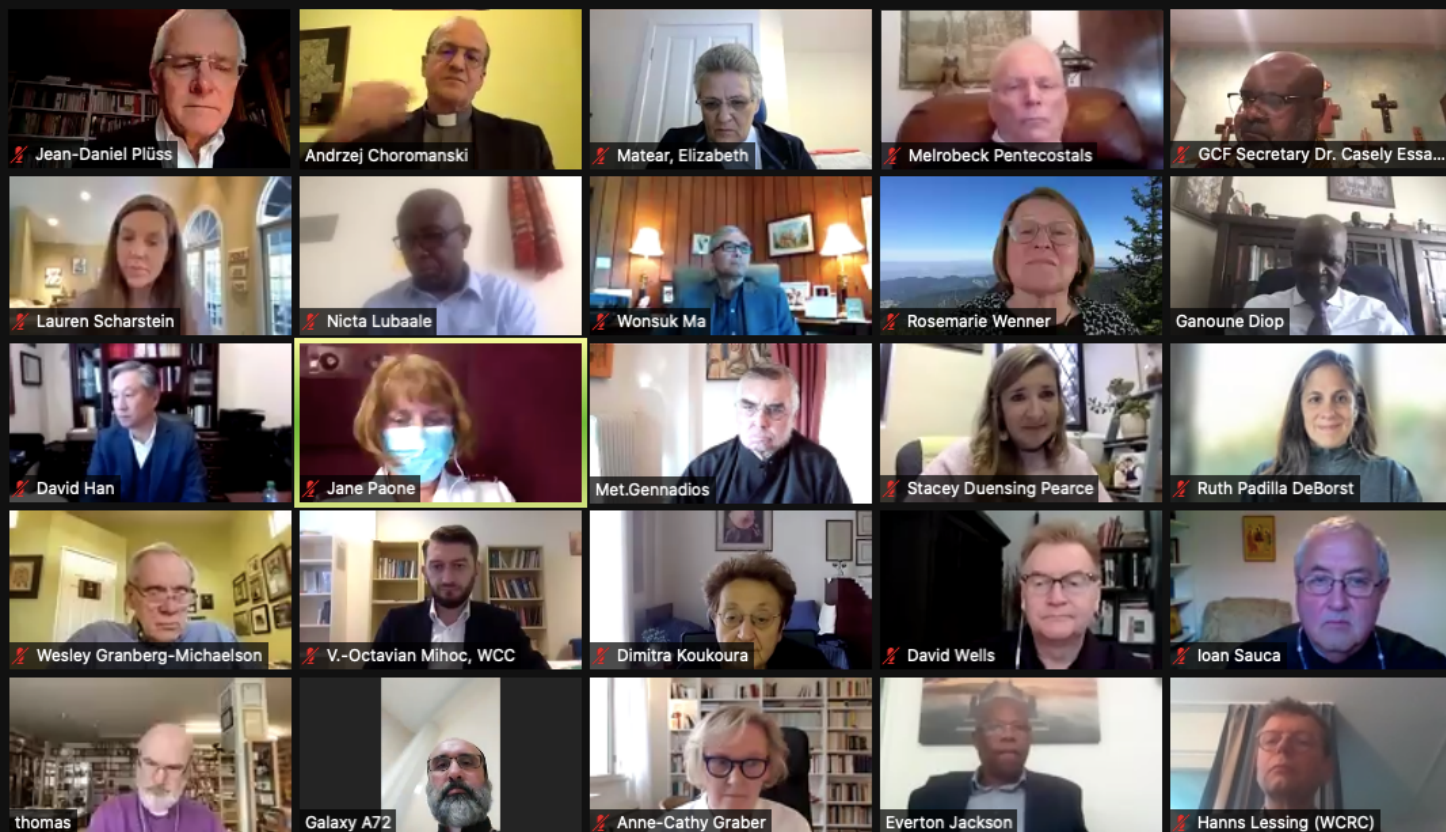 Jean-Daniel Plüss
Andrzej Choromanski
Matear, Elizabeth
Melrobeck Pentecostals
GCF Secretary Dr. Casely Essa...
Lauren Scharstein
Nicta Lubaale
Wonsuk Ma
Rosemarie Wenner
Ganoune Diop
David Han
Jane Paone
Met.Gennadios
Stacey Duensing Pearce
Ruth Padilla DeBorst
Wesley Granberg-Michaelson
V.-Octavian Mihoc, WCC
Dimitra Koukoura
David Wells
Ioan Sauca
thomas
Galaxy A72
Anne-Cathy Graber
Everton Jackson
Hanns Lessing (WCRC)